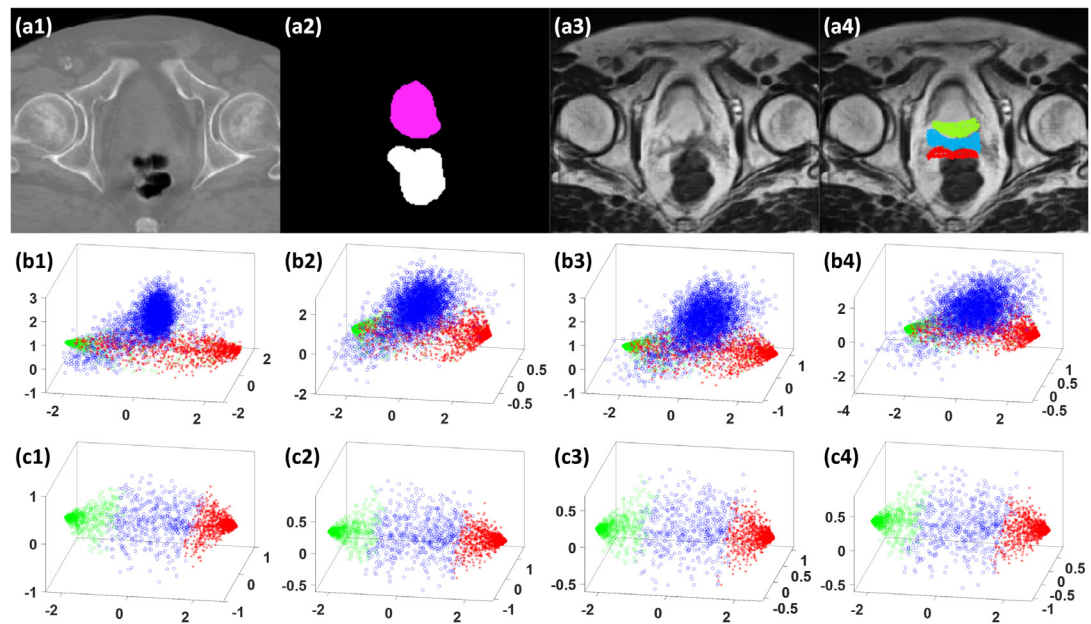 (a1) (a2) (a3) (a4)
(b1) (b2) (b3) (b4)
3 2 1 0 -1 -2 0 2 -2 0 2
2 0 -2 -2 0 2 -0.5 0 0.5
3 2 1 0 -1 -2 0 2 -1 0 1
2 0 -2 -4 -2 0 2 -0.5 0 0.5 1
(c1) (c2) (c3) (c4)
1 0 -1 -2 0 2 -1 0 1
0.5 0 -0.5 -2 0 2 -1 0 1
0.5 0 -0.5 -2 0 2 -0.5 0 0.5 1
0.5 0 -0.5 -2 0 2 -1 -0.5 0 0.5